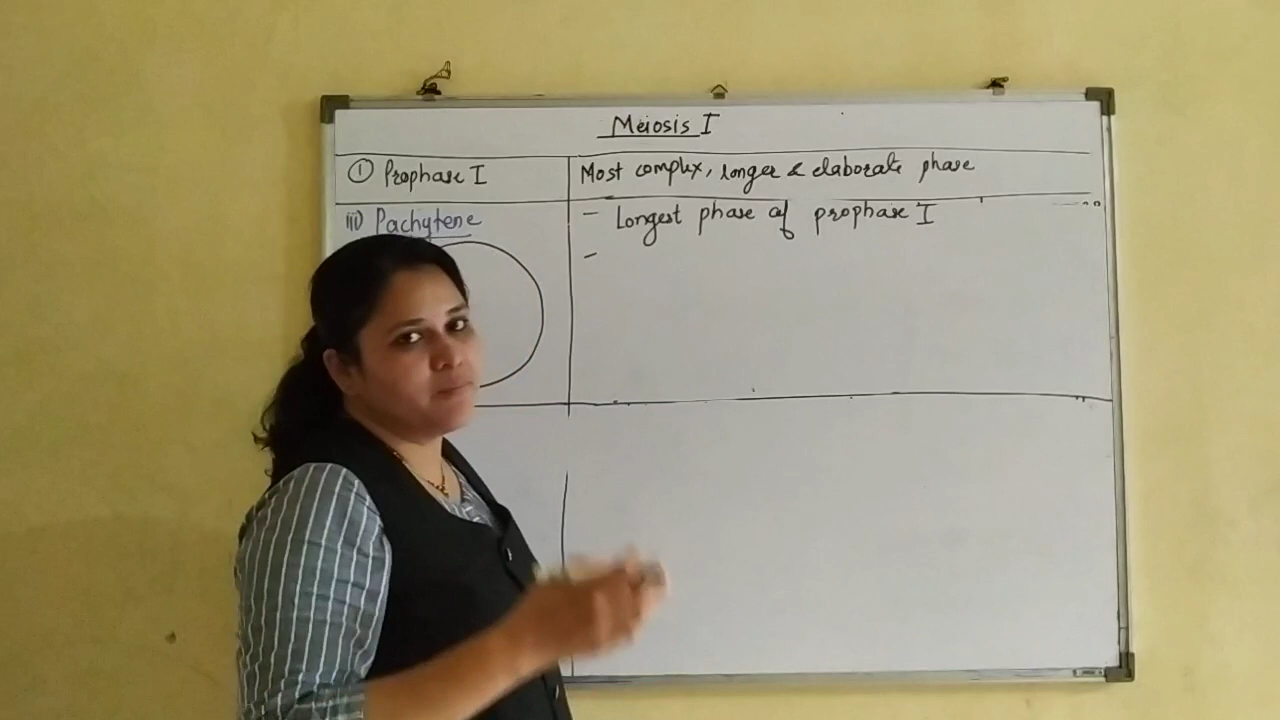 Meiosis I
① Prophase I
Most complex, longer & elaborate phase
iii) Pachytene
– Longest phase of prophase I
–